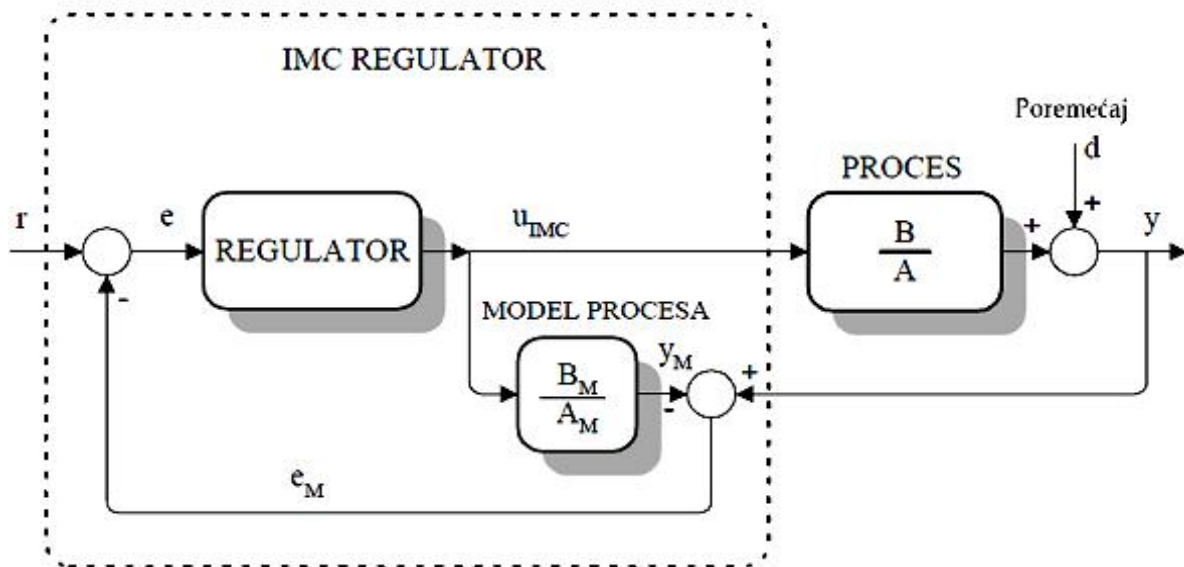 IMC REGULATOR
Poremećaj
d
PROCES
r
e
REGULATOR
u_IMC
B
A
+
+
y
-
MODEL PROCESA
B_M
A_M
y_M
-
+
e_M